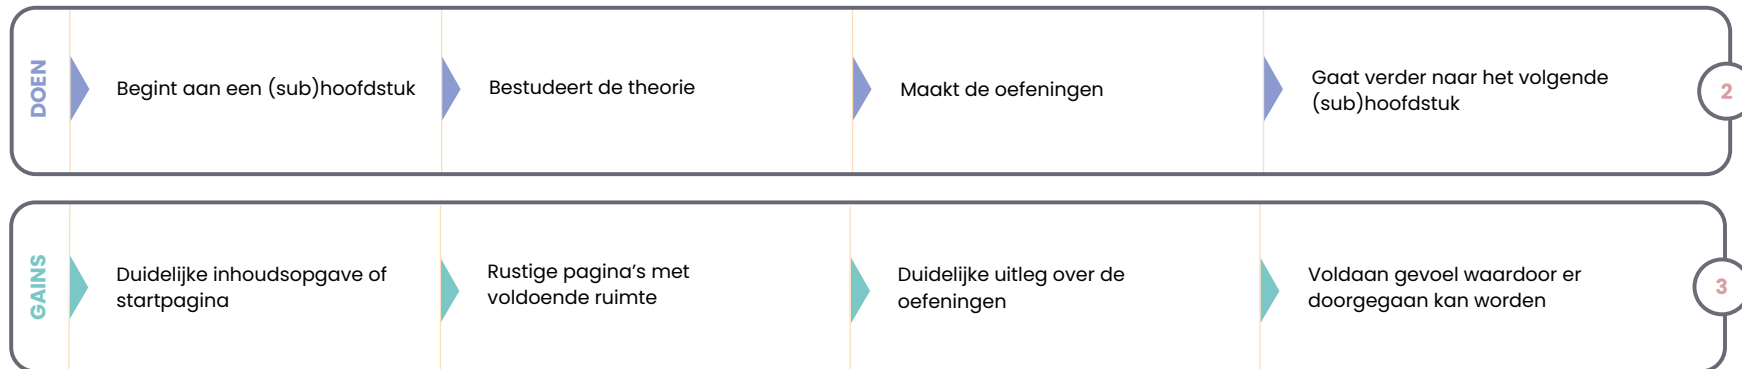 DOEN
Begint aan een (sub)hoofdstuk
Bestudeert de theorie
Maakt de oefeningen
Gaat verder naar het volgende
(sub)hoofdstuk
2
GAINS
Duidelijke inhoudsopgave of
startpagina
Rustige pagina’s met
voldoende ruimte
Duidelijke uitleg over de
oefeningen
Voldaan gevoel waardoor er
doorgegaan kan worden
3